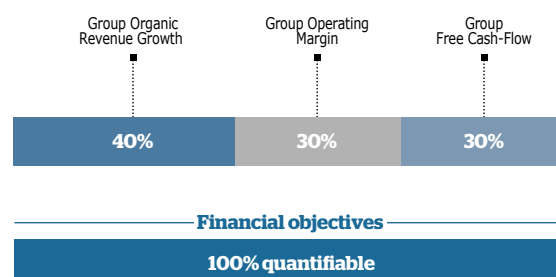 Group Organic
Revenue Growth
Group Operating
Margin
Group
Free Cash-Flow
40%
30%
30%
Financial objectives
100% quantifiable